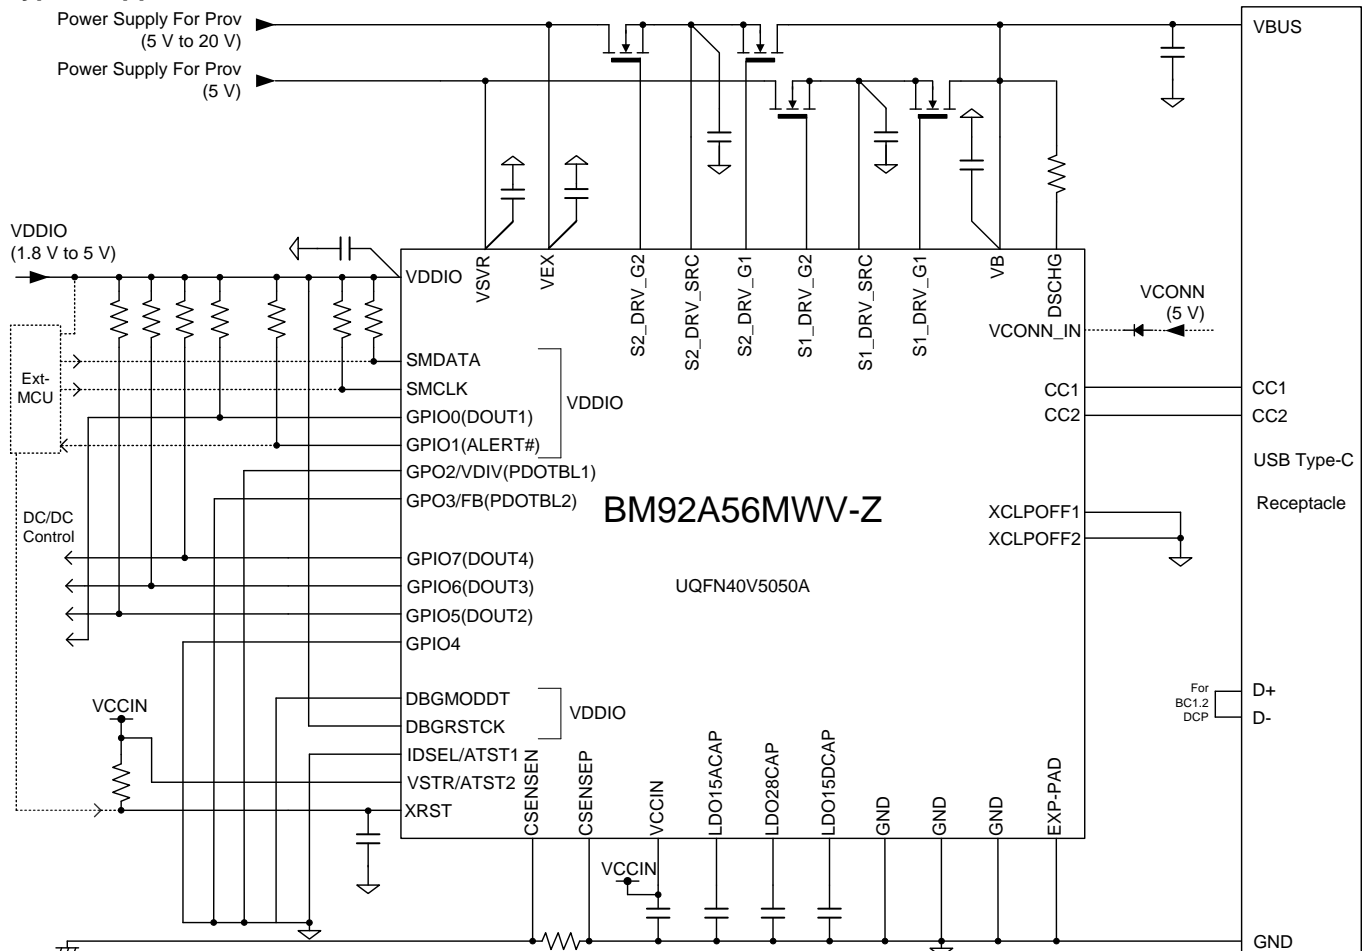 Power Supply For Prov
(5 V to 20 V)
Power Supply For Prov
(5 V)
VBUS
VDDIO
(1.8 V to 5 V)
VDDIO
VSVR
VEX
S2_DRV_G2
S2_DRV_SRC
S2_DRV_G1
S1_DRV_G2
S1_DRV_SRC
S1_DRV_G1
VB
DSCHG
VCONN
(5 V)
VCONN_IN
Ext-
MCU
SMDATA
SMCLK
GPIO0(DOUT1)
GPIO1(ALERT#)
VDDIO
GPO2/VDIV(PDOTBL1)
GPO3/FB(PDOTBL2)
CC1
CC2
CC1
CC2
USB Type-C
Receptacle
BM92A56MWV-Z
UQFN40V5050A
XCLPOFF1
XCLPOFF2
DC/DC
Control
GPIO7(DOUT4)
GPIO6(DOUT3)
GPIO5(DOUT2)
GPIO4
DBGMODDT
DBGRSTCK
VDDIO
IDSEL/ATST1
VSTR/ATST2
XRST
VCCIN
For
BC1.2
DCP
D+
D-
CSENSEN
CSENSEP
VCCIN
LDO15ACAP
LDO28CAP
LDO15DCAP
GND
GND
GND
EXP-PAD
VCCIN
GND